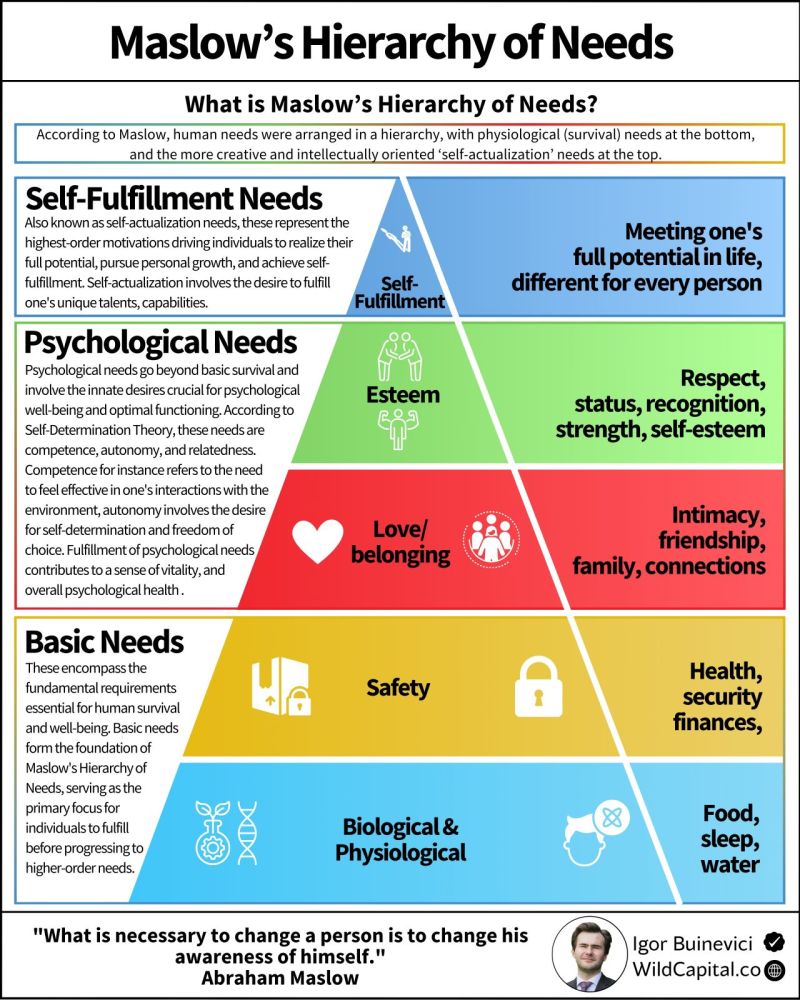 Maslow's Hierarchy of Needs
What is Maslow's Hierarchy of Needs?
According to Maslow, human needs were arranged in a hierarchy, with physiological (survival) needs at the bottom,
and the more creative and intellectually oriented ‘self-actualization’ needs at the top.
Self-Fulfillment Needs
Also known as self-actualization needs, these represent the
highest-order motivations driving individuals to realize their
full potential, pursue personal growth, and achieve self-
fulfillment. Self-actualization involves the desire to fulfill
one's unique talents, capabilities.
Self-
Fulfillment
Meeting one's
full potential in life,
different for every person
Psychological Needs
Psychological needs go beyond basic survival and
involve the innate desires crucial for psychological
well-being and optimal functioning. According to
Self-Determination Theory, these needs are
competence, autonomy, and relatedness.
Competence for instance refers to the need
to feel effective in one's interactions with the
environment, autonomy involves the desire
for self-determination and freedom of
choice. Fulfillment of psychological needs
contributes to a sense of vitality, and
overall psychological health .
Esteem
Respect,
status, recognition,
strength, self-esteem
Love/
belonging
Intimacy,
friendship,
family, connections
Basic Needs
These encompass the
fundamental requirements
essential for human survival
and well-being. Basic needs
form the foundation of
Maslow's Hierarchy of
Needs, serving as the
primary focus for
individuals to fulfill
before progressing to
higher-order needs.
Safety
Health,
security
finances,
Biological &
Physiological
Food,
sleep,
water
"What is necessary to change a person is to change his
awareness of himself."
Abraham Maslow
Igor Buinevici
WildCapital.co